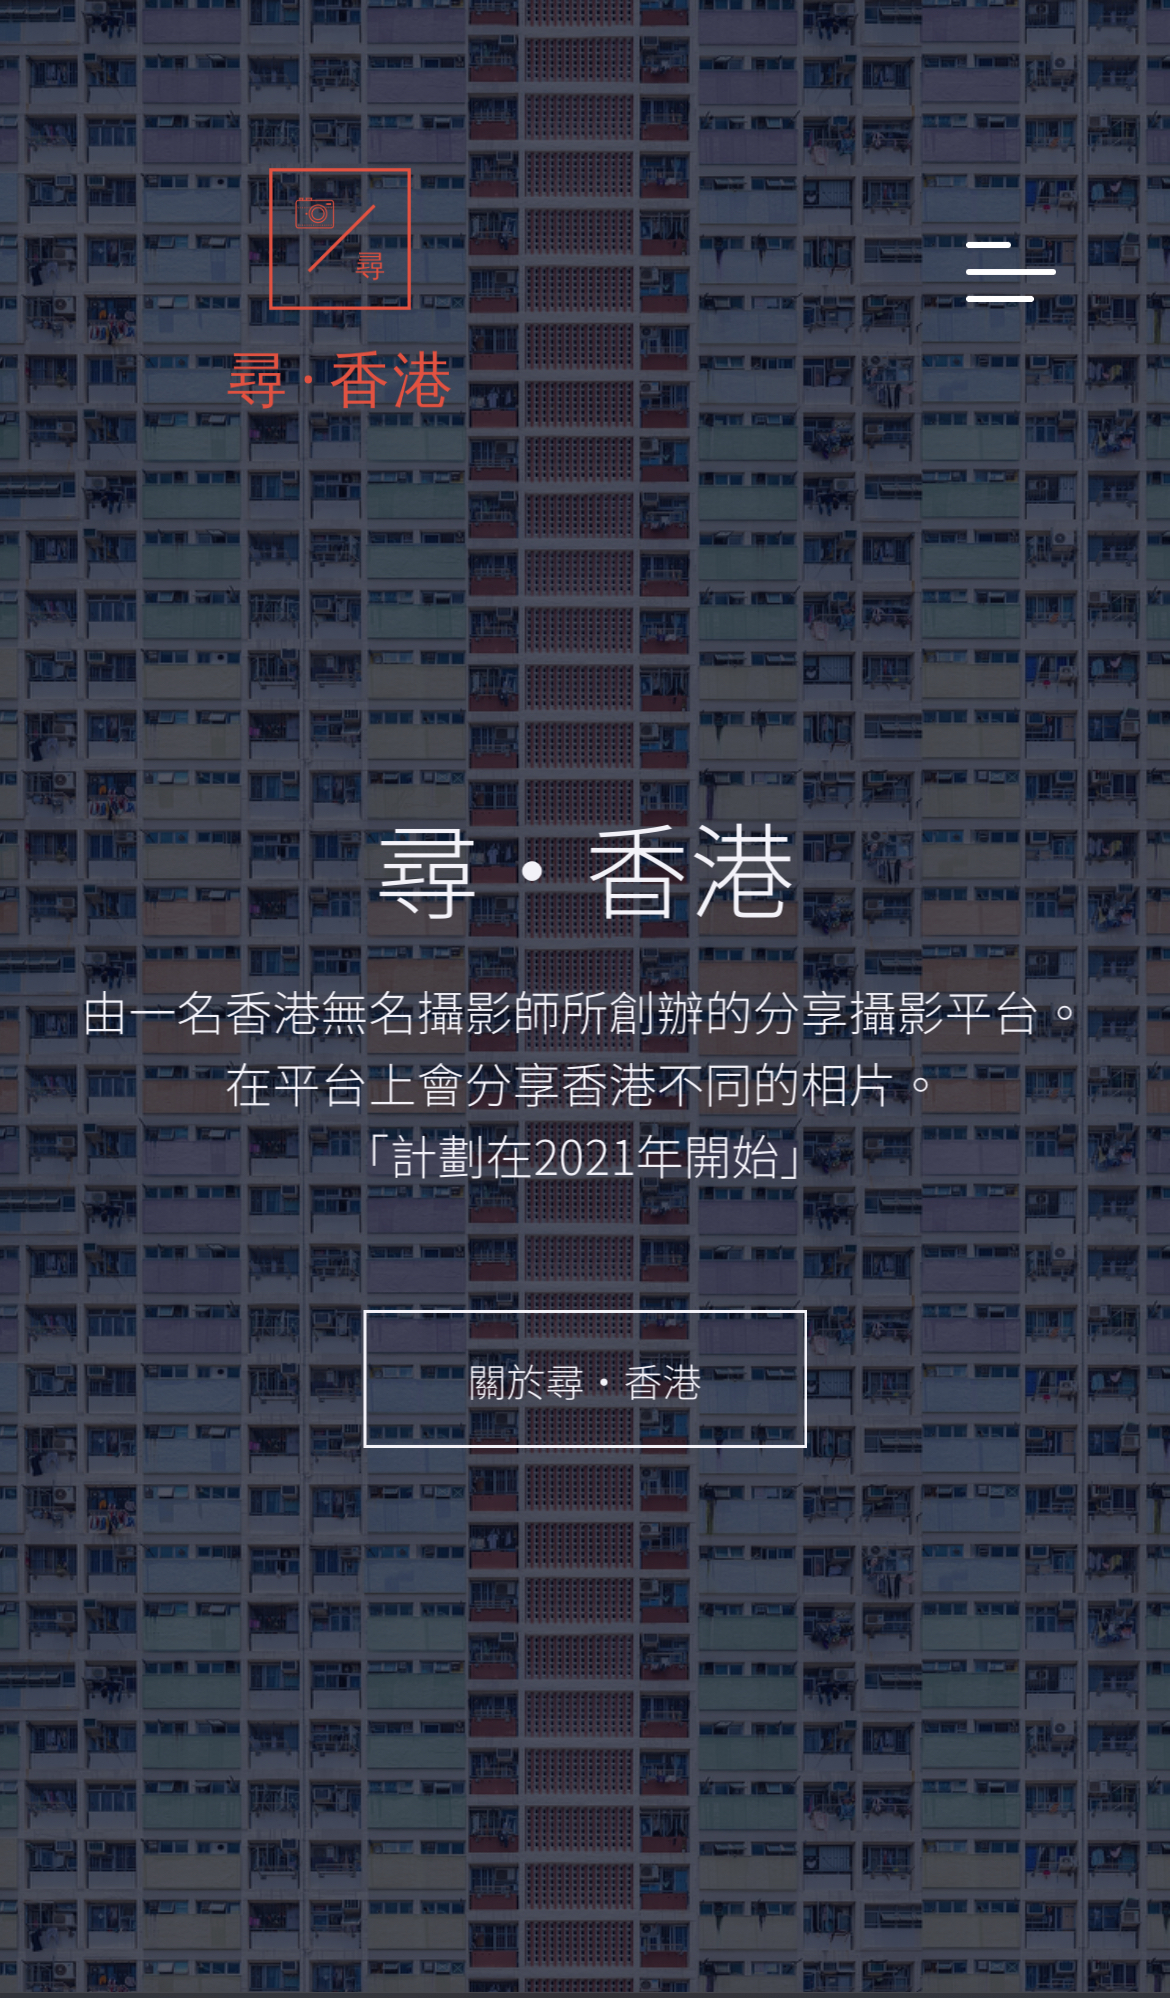 尋
尋·香港
尋・香港
由一名香港無名攝影師所創辦的分享攝影平台。
在平台上會分享香港不同的相片。
「計劃在2021年開始」
關於尋・香港